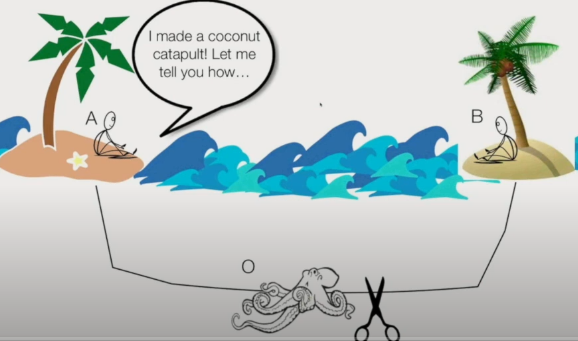 I made a coconut
catapult! Let me
tell you how...
A
B
O